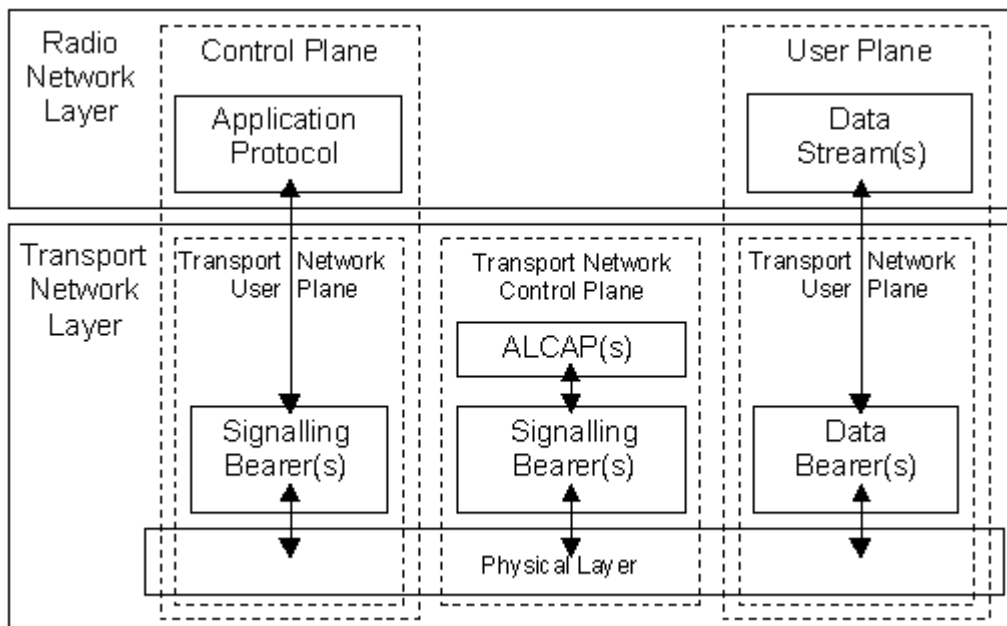 Radio
Network
Layer
Control Plane
User Plane
Application
Protocol
Data
Stream(s)
Transport
Network
Layer
Transport Network
User Plane
Transport Network
Control Plane
Transport Network
User Plane
ALCAP(s)
Signalling
Bearer(s)
Signalling
Bearer(s)
Data
Bearer(s)
Physical Layer